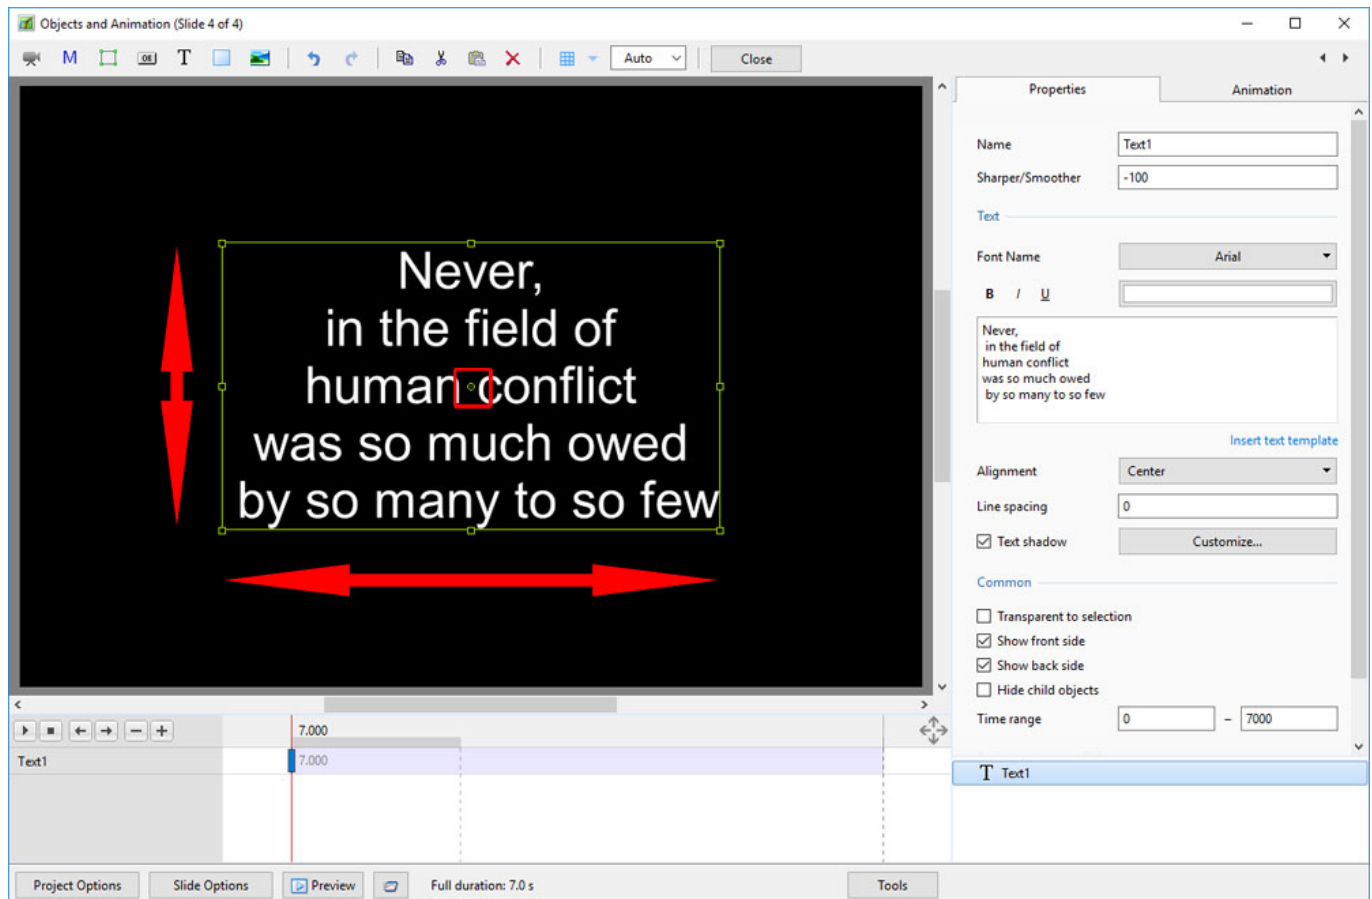 Objects and Animation (Slide 4 of 4)
M OK T Auto Close
Properties Animation
Name Text1
Sharper/Smoother -100
Text
Font Name Arial
B I U
Never,
in the field of
human conflict
was so much owed
by so many to so few
Insert text template
Alignment Center
Line spacing 0
Text shadow Customize...
Common
Transparent to selection
Show front side
Show back side
Hide child objects
Time range 0 – 7000
T Text1
Never,
in the field of
human conflict
was so much owed
by so many to so few
7.000
Text1 7.000
Project Options Slide Options Preview Full duration: 7.0 s Tools